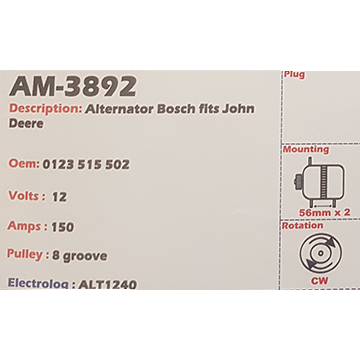 AM-3892
Description: Alternator Bosch fits John
Deere
Oem: 0123 515 502
Volts : 12
Amps : 150
Pulley : 8 groove
Electrolog : ALT1240
Plug
Mounting
56mm x 2
Rotation
CW